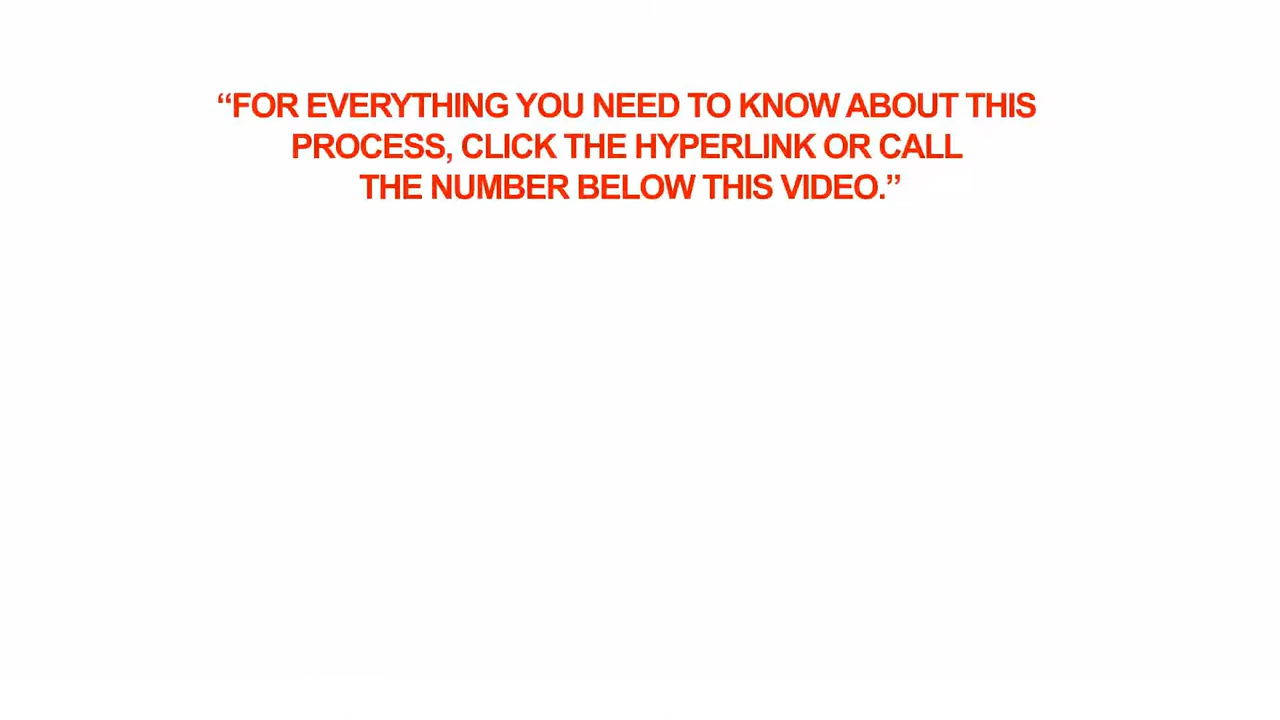 “FOR EVERYTHING YOU NEED TO KNOW ABOUT THIS
PROCESS, CLICK THE HYPERLINK OR CALL
THE NUMBER BELOW THIS VIDEO.”